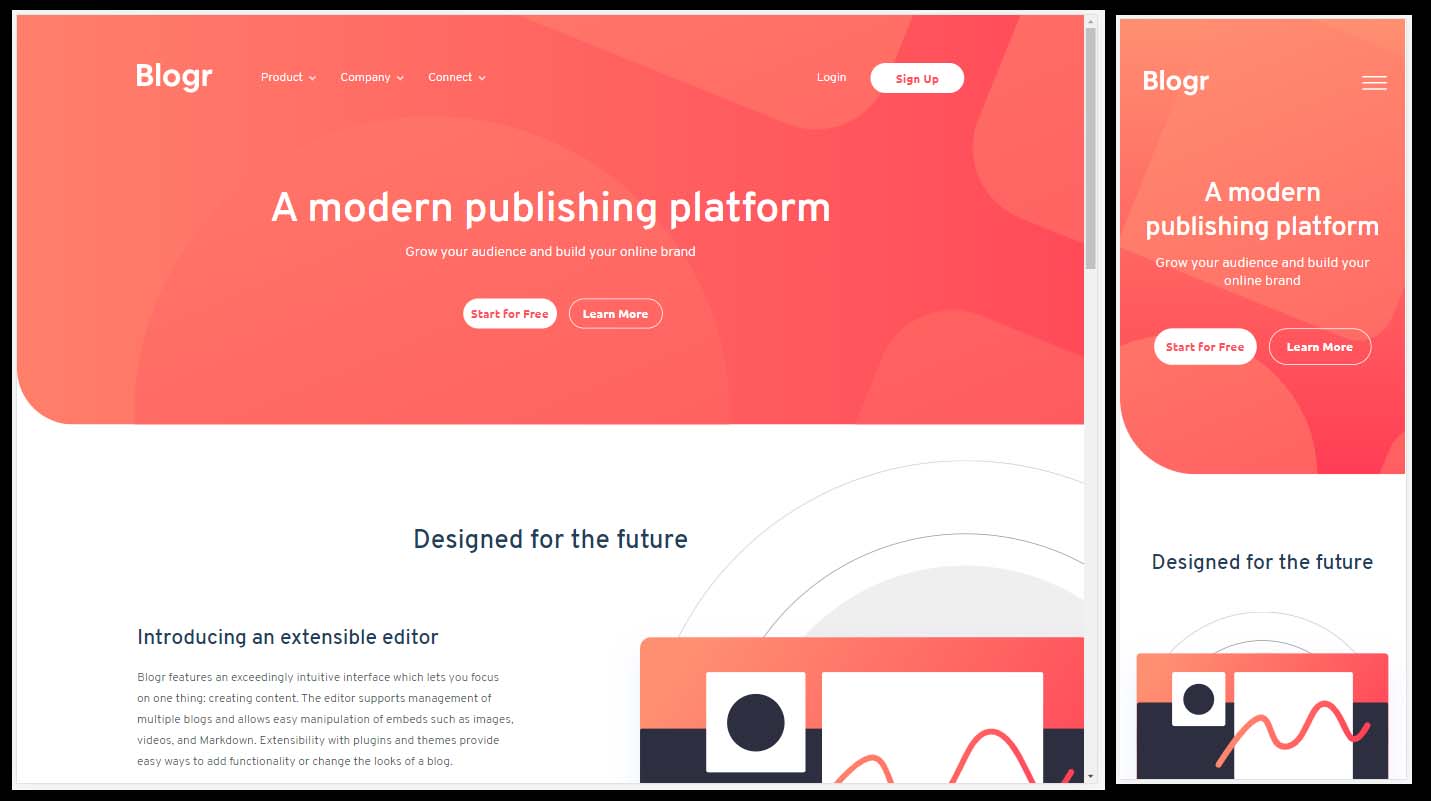 Blogr
Product
Company
Connect
Login
Sign Up
A modern publishing platform
Grow your audience and build your online brand
Start for Free
Learn More
Designed for the future
Introducing an extensible editor
Blogr features an exceedingly intuitive interface which lets you focus
on one thing: creating content. The editor supports management of
multiple blogs and allows easy manipulation of embeds such as images,
videos, and Markdown. Extensibility with plugins and themes provide
easy ways to add functionality or change the looks of a blog.
Blogr
A modern
publishing platform
Grow your audience and build your
online brand
Start for Free
Learn More
Designed for the future